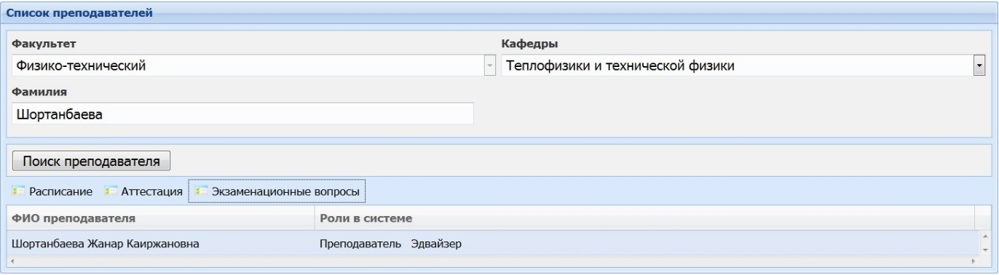 Список преподавателей
Факультет Кафедры
Физико-технический Теплофизики и технической физики
Фамилия
Шортанбаева
Поиск преподавателя
Расписание Аттестация Экзаменационные вопросы
ФИО преподавателя Роли в системе
Шортанбаева Жанар Каиржановна Преподаватель Эдвайзер